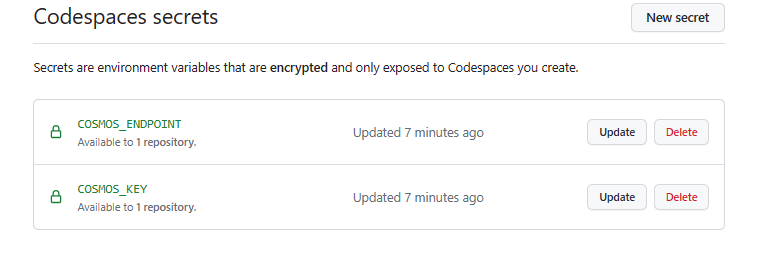 Codespaces secrets
New secret
Secrets are environment variables that are encrypted and only exposed to Codespaces you create.
COSMOS_ENDPOINT
Available to 1 repository.
Updated 7 minutes ago
Update
Delete
COSMOS_KEY
Available to 1 repository.
Updated 7 minutes ago
Update
Delete